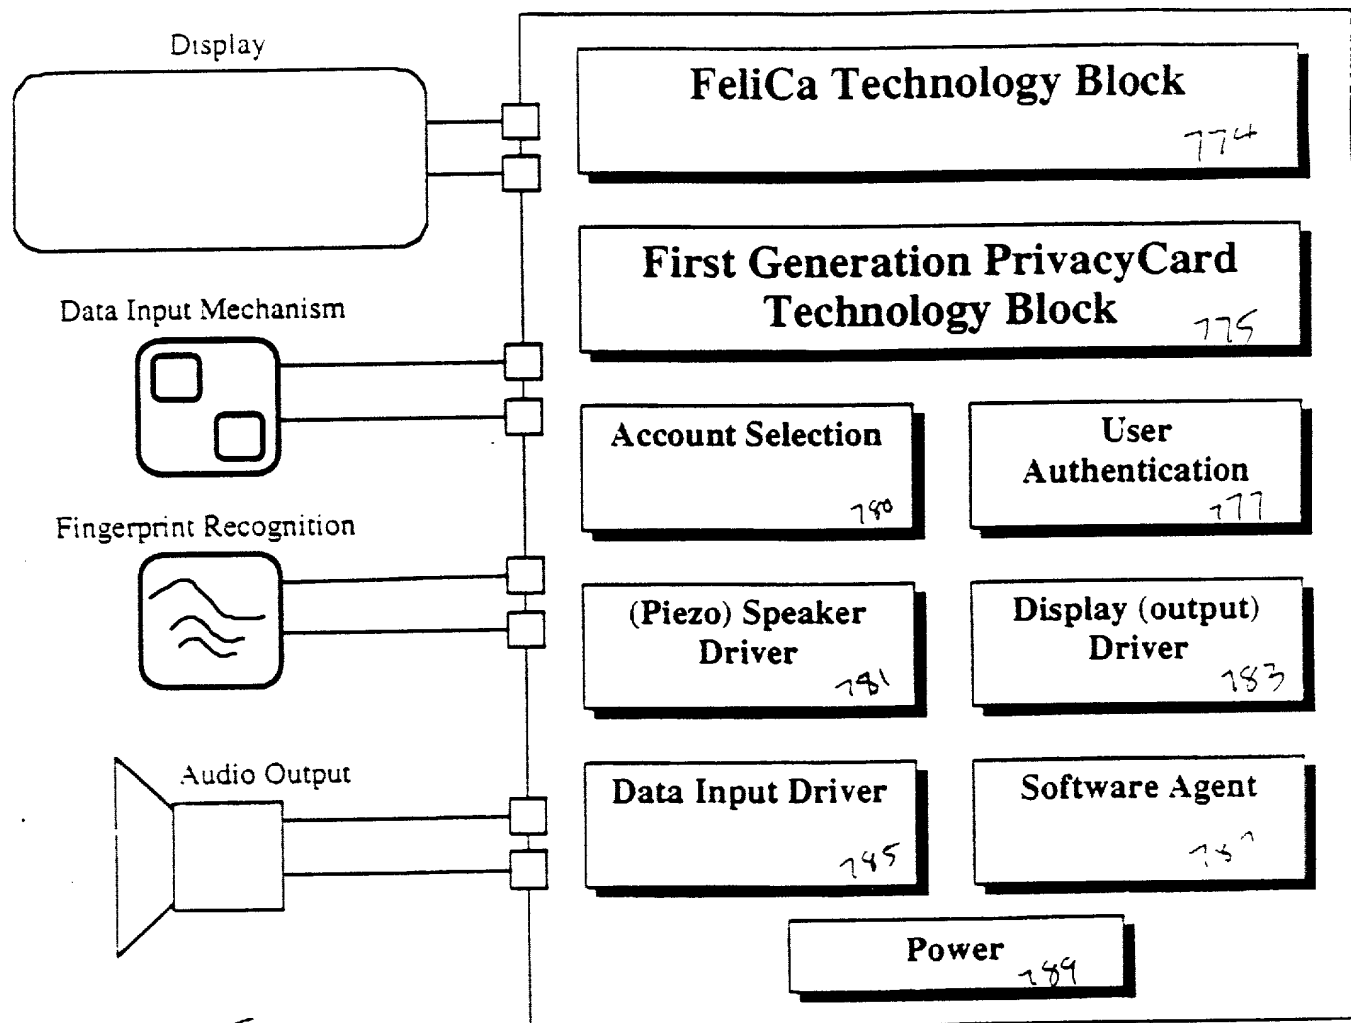 Display
FeliCa Technology Block
774
First Generation PrivacyCard
Technology Block
775
Data Input Mechanism
Account Selection
780
User
Authentication
777
Fingerprint Recognition
(Piezo) Speaker
Driver
781
Display (output)
Driver
783
Audio Output
Data Input Driver
785
Software Agent
Power
789